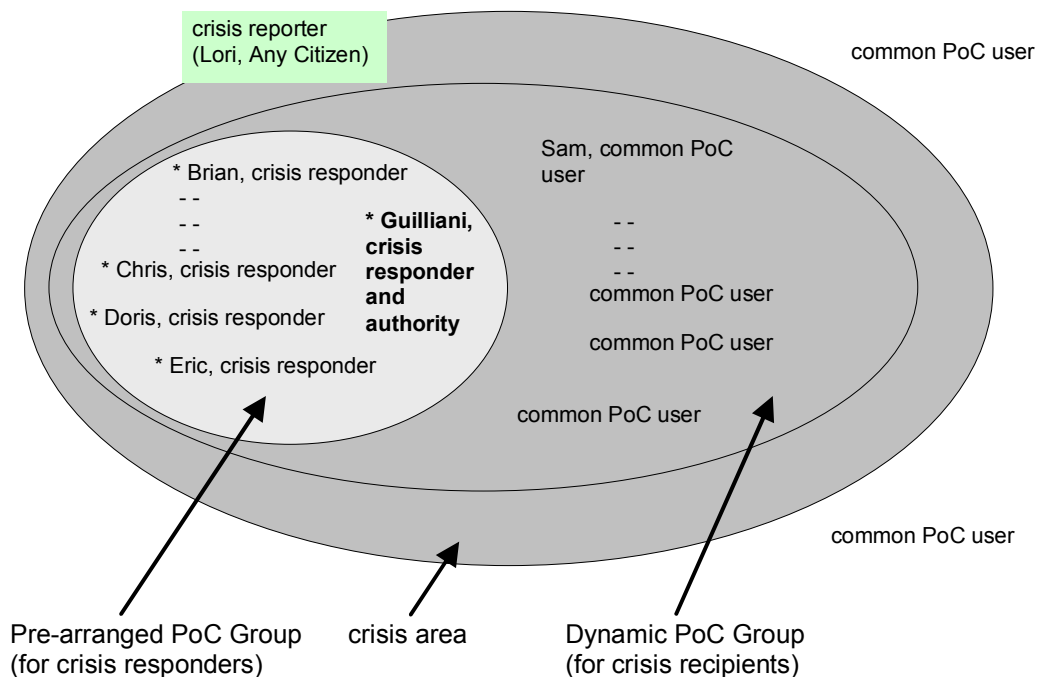 crisis reporter
(Lori, Any Citizen)
common PoC user
* Brian, crisis responder
- -
- -
- -
* Chris, crisis responder
* Doris, crisis responder
* Eric, crisis responder
* Guilliani,
crisis
responder
and
authority
Sam, common PoC
user
- -
- -
- -
common PoC user
common PoC user
common PoC user
common PoC user
Pre-arranged PoC Group
(for crisis responders)
crisis area
Dynamic PoC Group
(for crisis recipients)